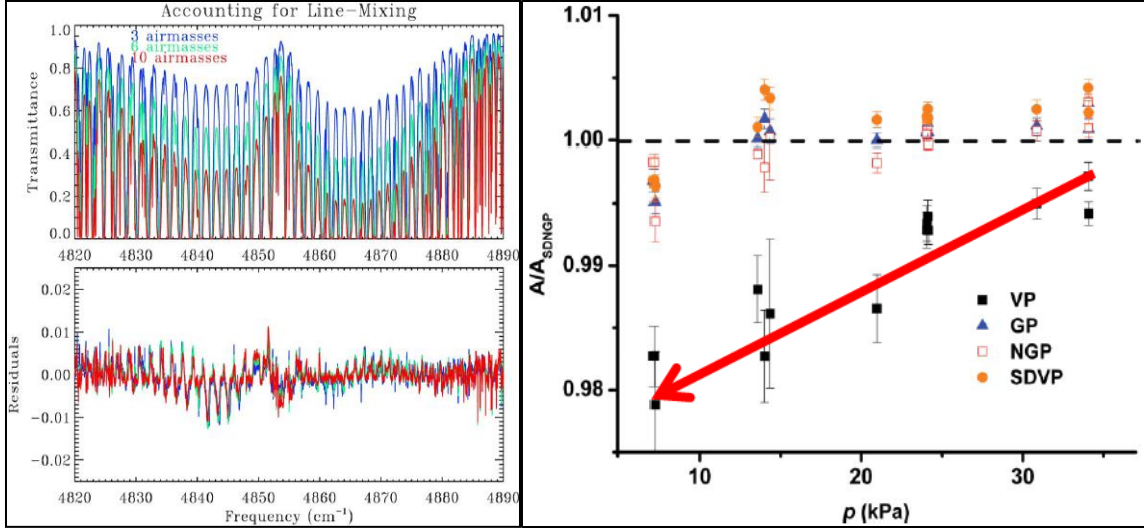 Accounting for Line-Mixing
3 airmasses
6 airmasses
10 airmasses
Transmittance
1.0
0.8
0.6
0.4
0.2
0.0
4820 4830 4840 4850 4860 4870 4880 4890
Residuals
0.02
0.01
0.00
-0.01
-0.02
4820 4830 4840 4850 4860 4870 4880 4890
Frequency (cm⁻¹)
A/A_SDNGP
1.01
1.00
0.99
0.98
VP
GP
NGP
SDVP
10 20 30
p (kPa)